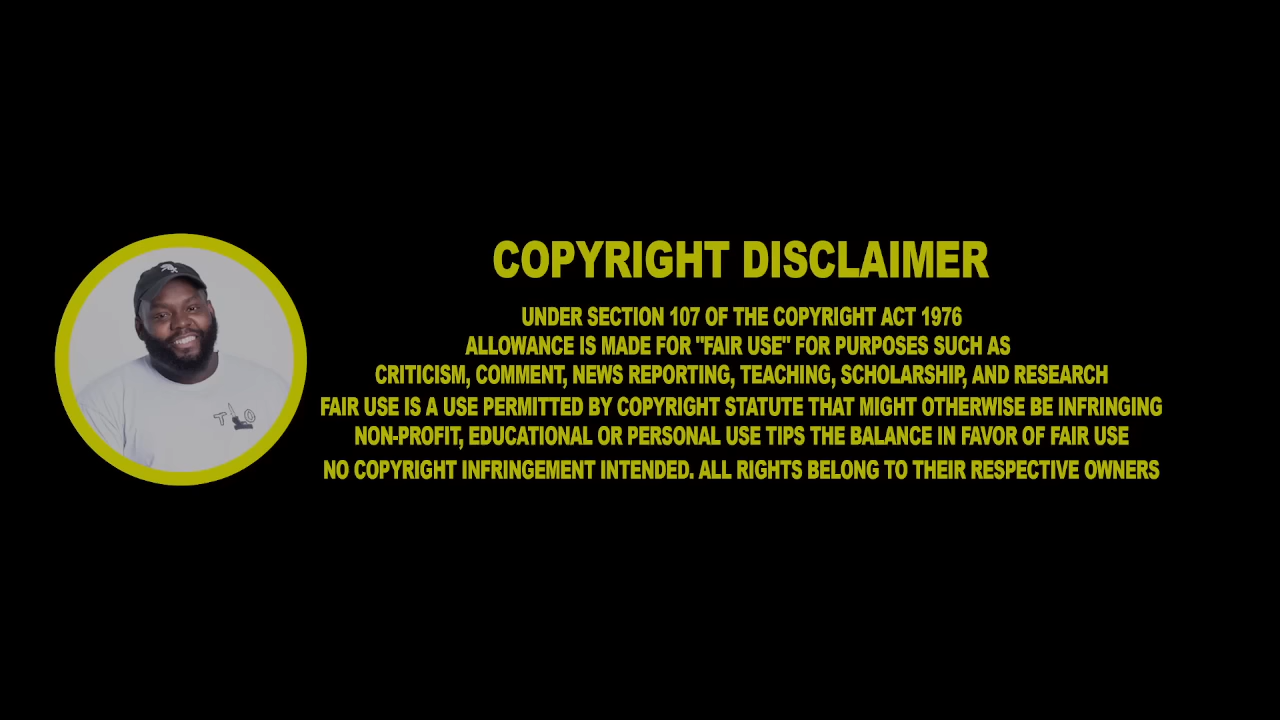 COPYRIGHT DISCLAIMER
UNDER SECTION 107 OF THE COPYRIGHT ACT 1976
ALLOWANCE IS MADE FOR "FAIR USE" FOR PURPOSES SUCH AS
CRITICISM, COMMENT, NEWS REPORTING, TEACHING, SCHOLARSHIP, AND RESEARCH
FAIR USE IS A USE PERMITTED BY COPYRIGHT STATUTE THAT MIGHT OTHERWISE BE INFRINGING
NON-PROFIT, EDUCATIONAL OR PERSONAL USE TIPS THE BALANCE IN FAVOR OF FAIR USE
NO COPYRIGHT INFRINGEMENT INTENDED. ALL RIGHTS BELONG TO THEIR RESPECTIVE OWNERS